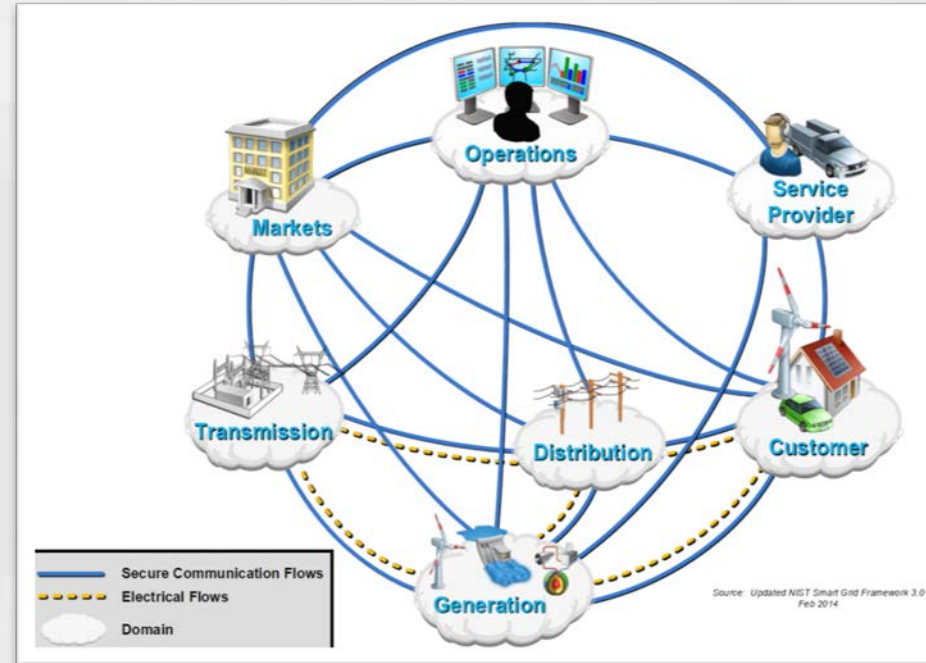 Operations
Service
Provider
Markets
Transmission
Distribution
Customer
Generation
Secure Communication Flows
Electrical Flows
Domain
Source: Updated NIST Smart Grid Framework 3.0
Feb 2014